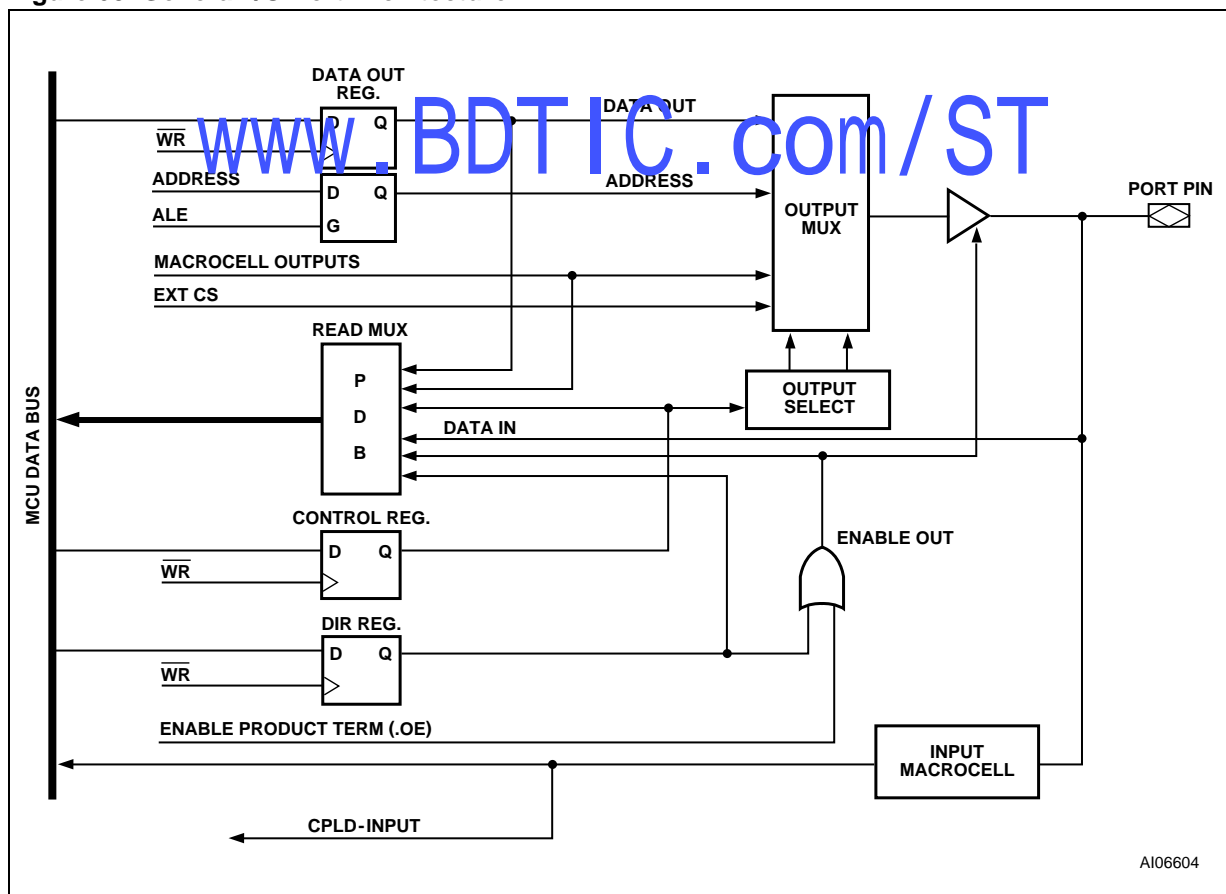 DATA OUT
REG.
DATA OUT
D Q
WR
www.BDTIC.com/ST
ADDRESS
D Q
ADDRESS
ALE
G
OUTPUT
MUX
PORT PIN
MACROCELL OUTPUTS
EXT CS
READ MUX
P
D
B
OUTPUT
SELECT
DATA IN
MCU DATA BUS
CONTROL REG.
D Q
WR
ENABLE OUT
DIR REG.
D Q
WR
ENABLE PRODUCT TERM (.OE)
INPUT
MACROCELL
CPLD-INPUT
AI06604